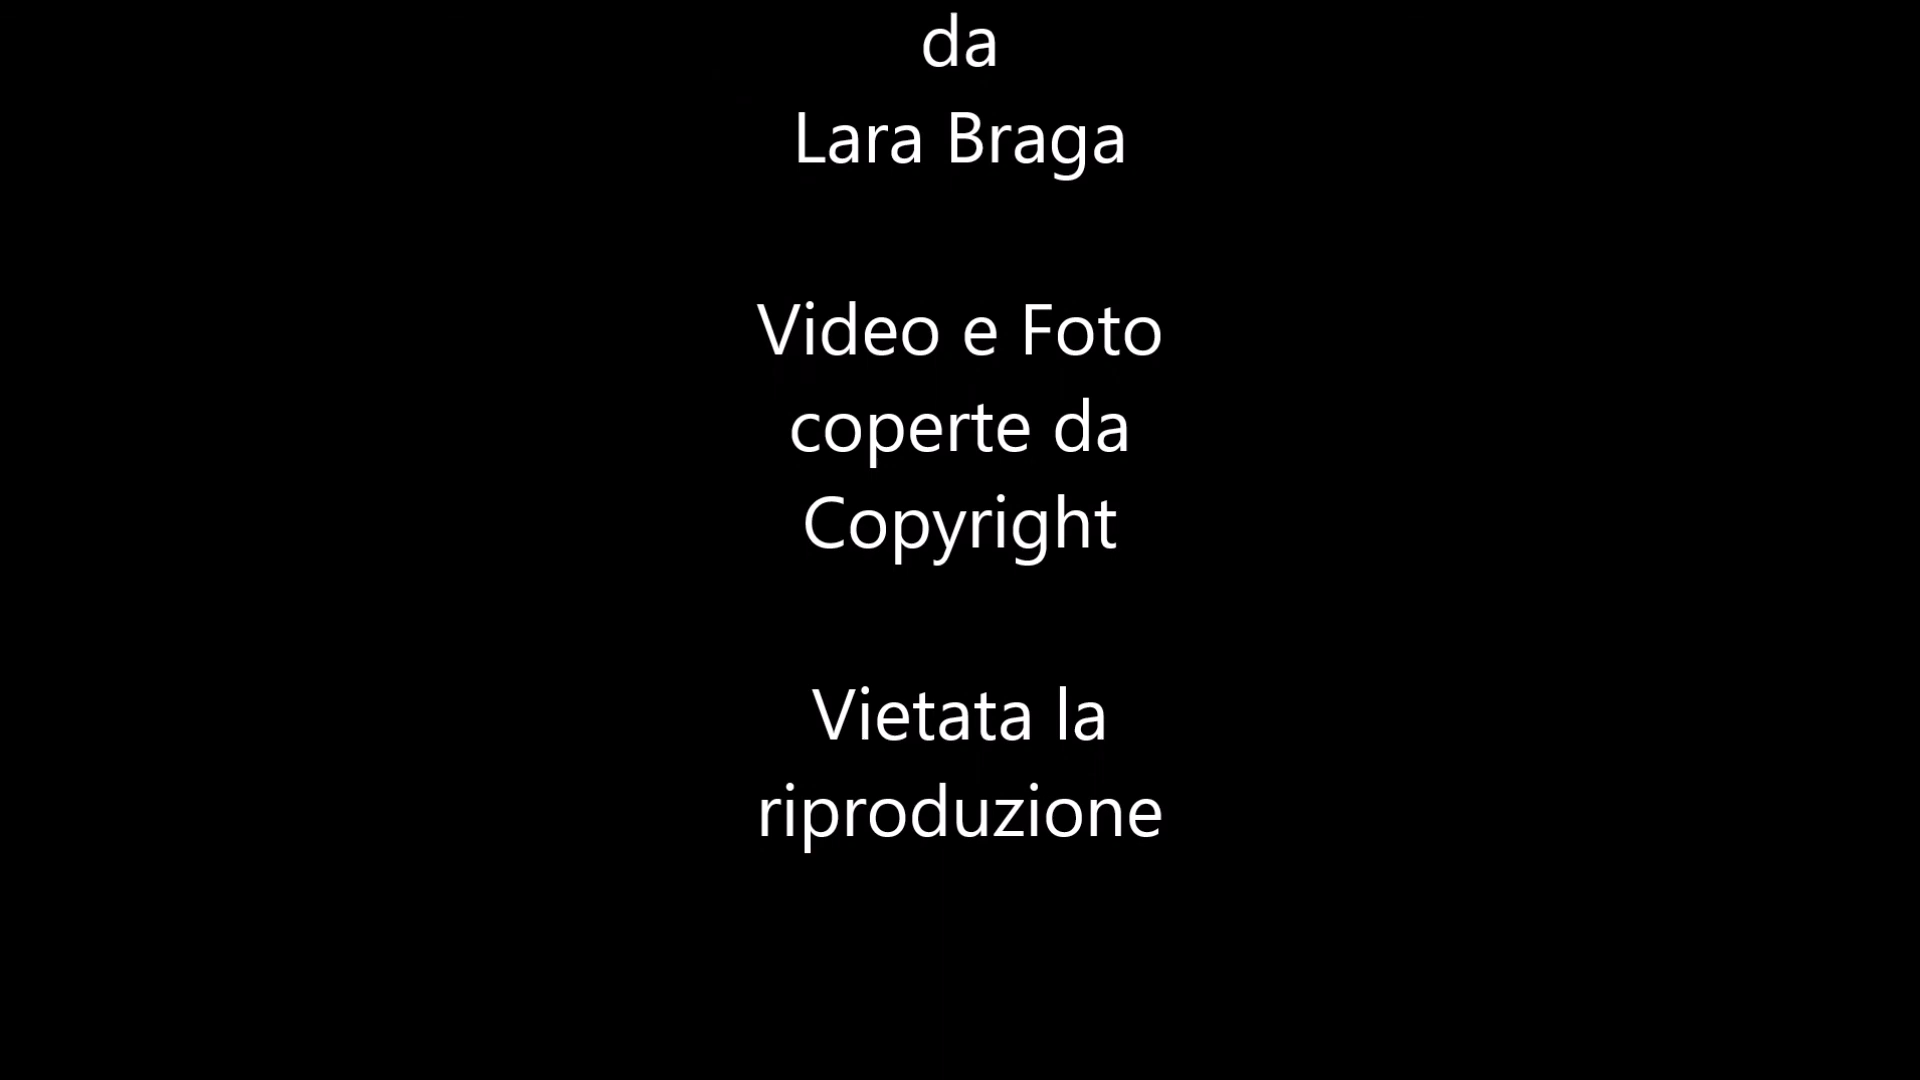 da
Lara Braga
Video e Foto
coperte da
Copyright
Vietata la
riproduzione